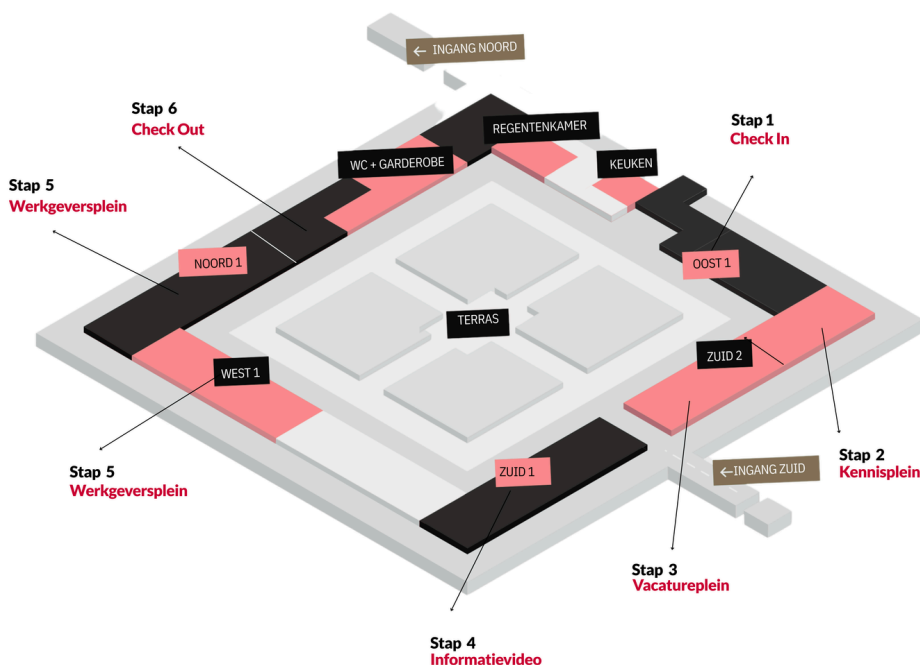 ← INGANG NOORD
Stap 6
Check Out
REGENTENKAMER
Stap 1
Check In
WC + GARDEROBE
KEUKEN
Stap 5
Werkgeversplein
NOORD 1
OOST 1
TERRAS
ZUID 2
WEST 1
Stap 2
Kennisplein
Stap 5
Werkgeversplein
ZUID 1
← INGANG ZUID
Stap 3
Vacatureplein
Stap 4
Informatievideo